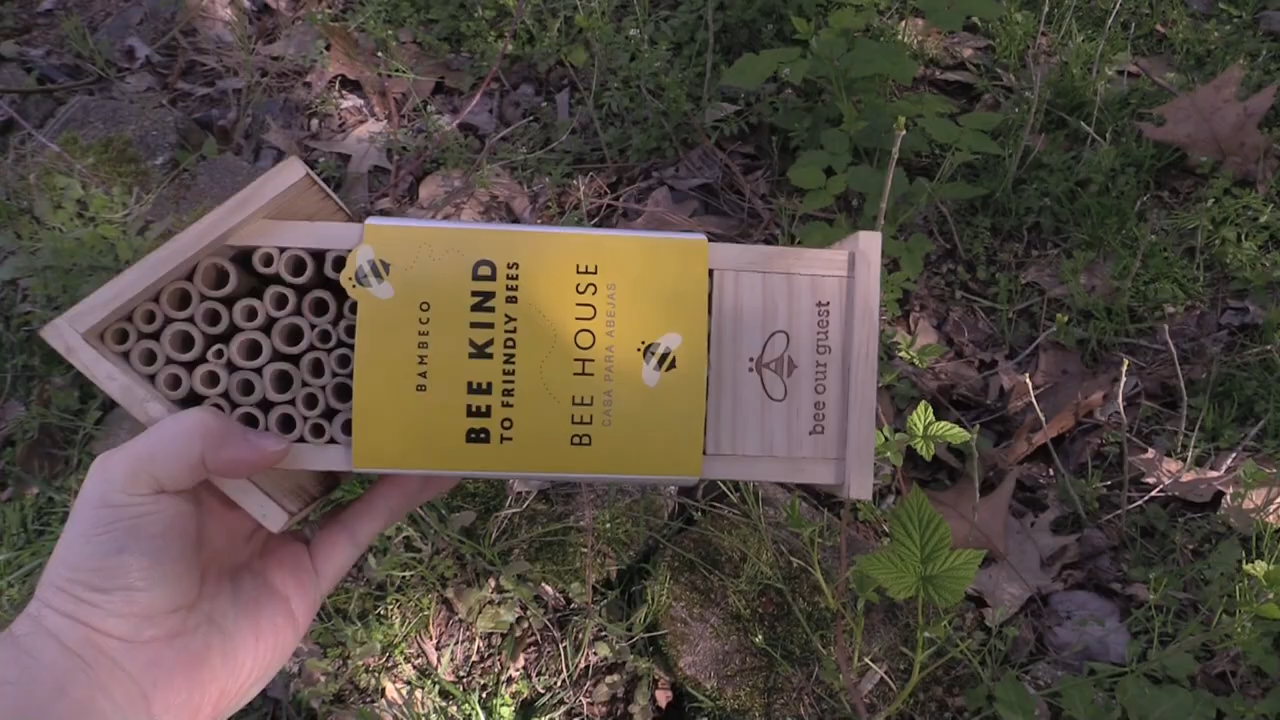 BAMBECO
BEE KIND
TO FRIENDLY BEES
BEE HOUSE
CASA PARA ABEJAS
bee our guest